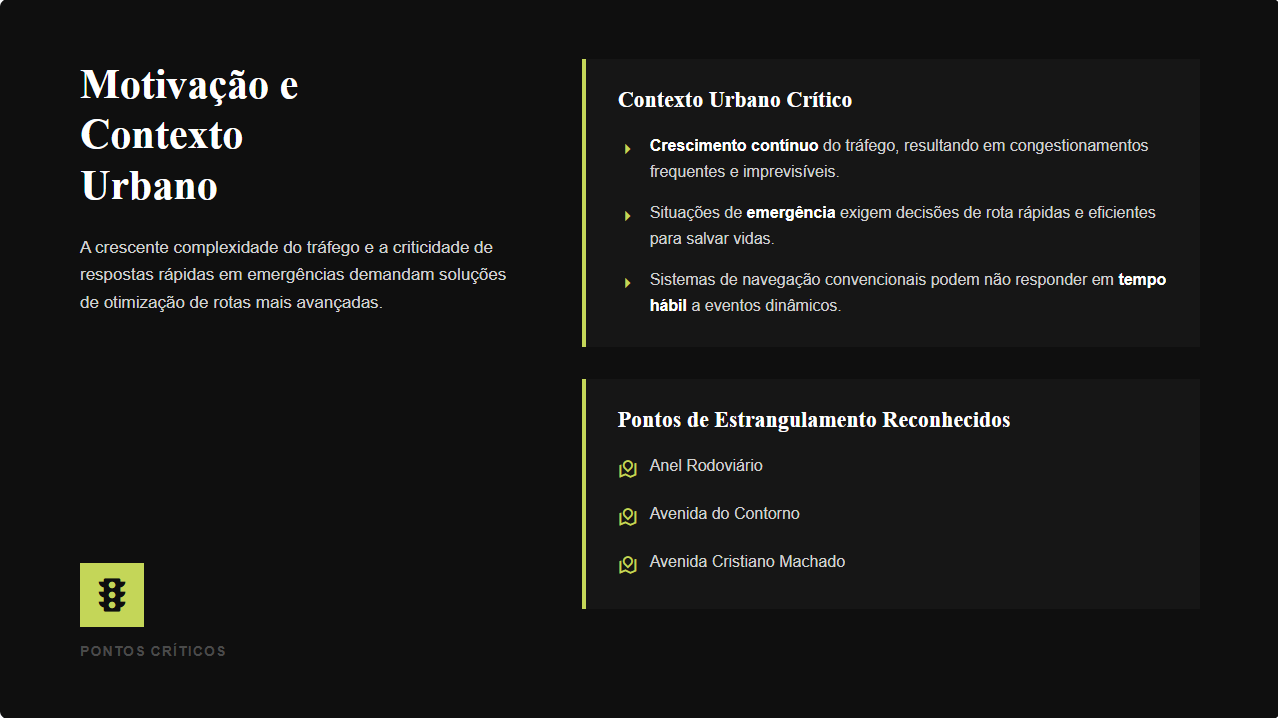 Motivação e
Contexto
Urbano
A crescente complexidade do tráfego e a criticidade de
respostas rápidas em emergências demandam soluções
de otimização de rotas mais avançadas.
PONTOS CRÍTICOS
Contexto Urbano Crítico
Crescimento contínuo do tráfego, resultando em congestionamentos
frequentes e imprevisíveis.
Situações de emergência exigem decisões de rota rápidas e eficientes
para salvar vidas.
Sistemas de navegação convencionais podem não responder em tempo
hábil a eventos dinâmicos.
Pontos de Estrangulamento Reconhecidos
Anel Rodoviário
Avenida do Contorno
Avenida Cristiano Machado